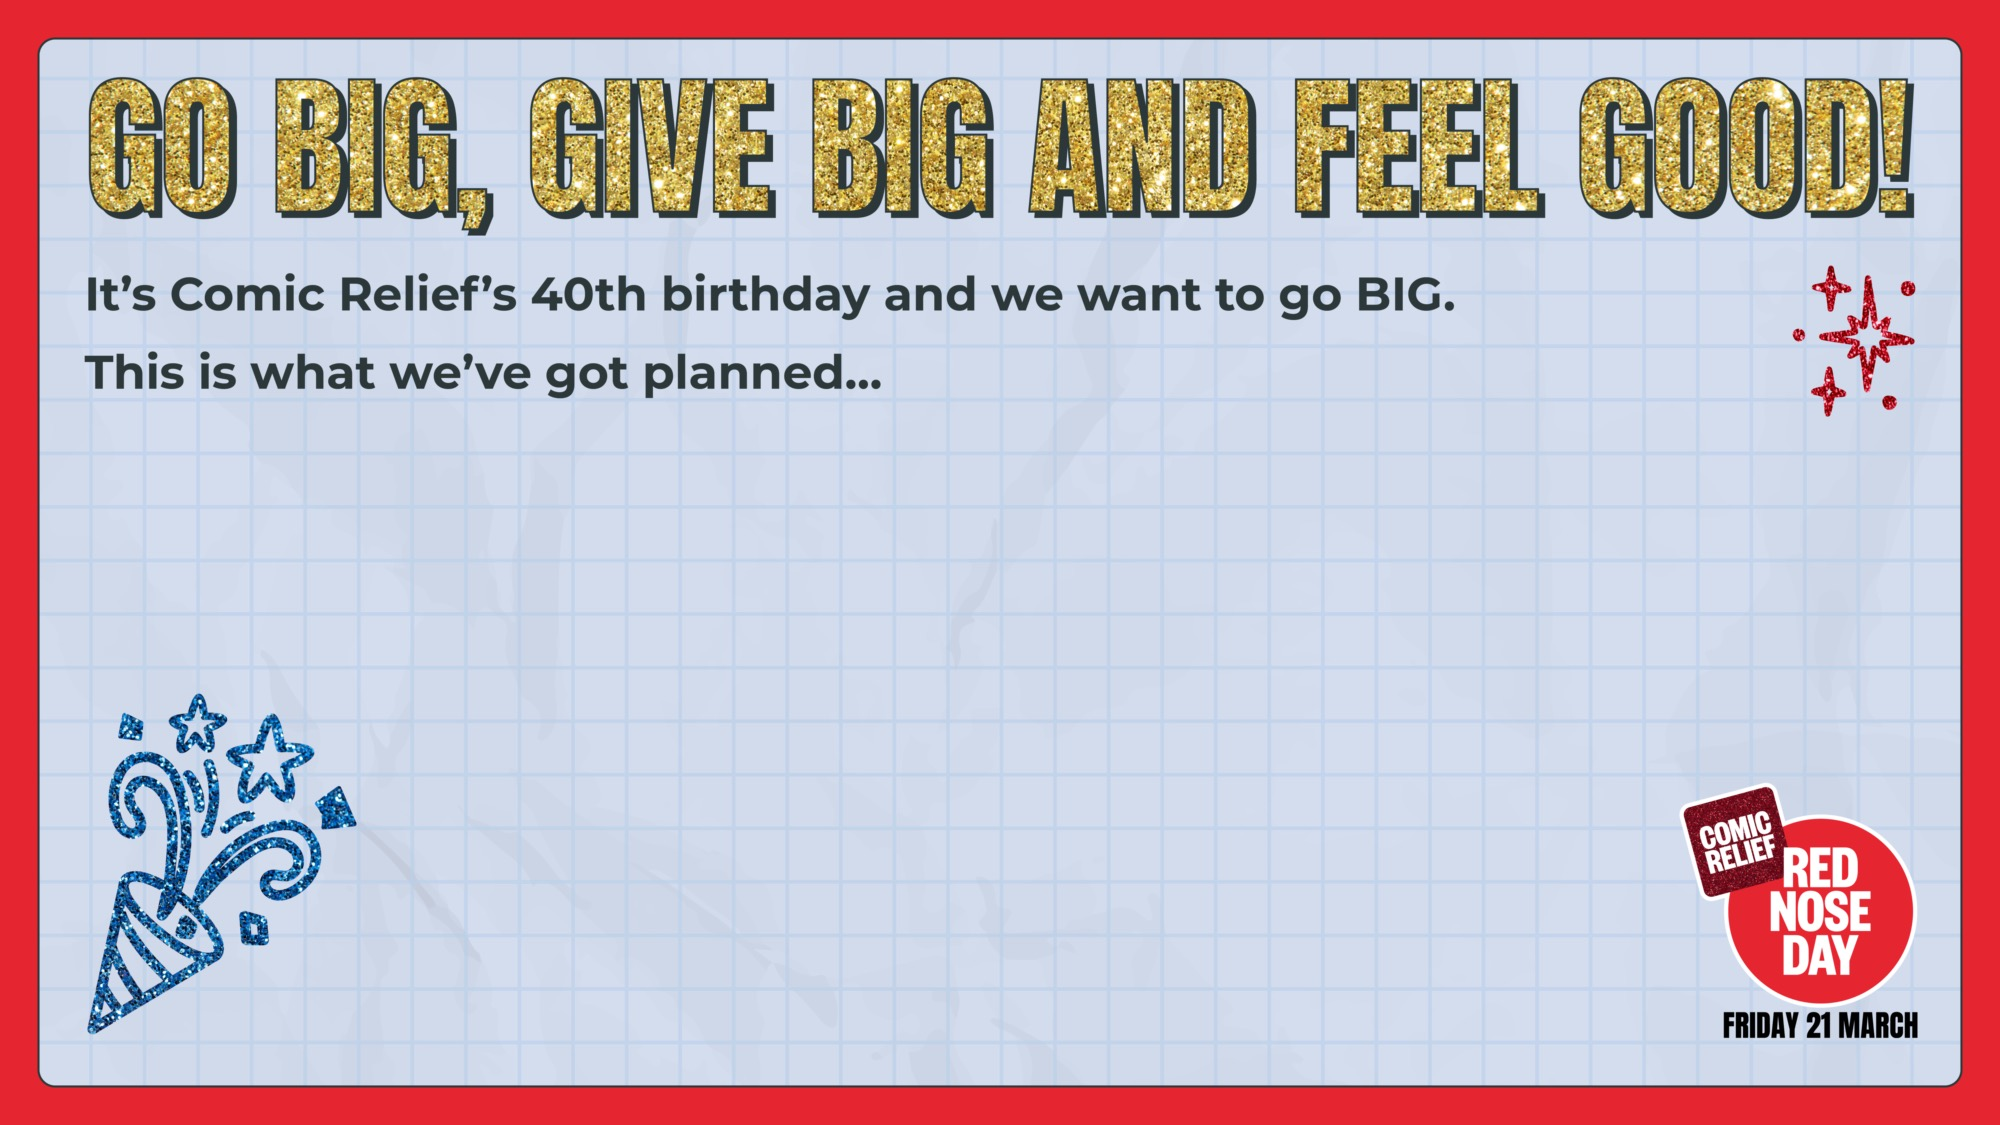 GO BIG, GIVE BIG AND FEEL GOOD!
It’s Comic Relief’s 40th birthday and we want to go BIG.
This is what we’ve got planned...
COMIC
RELIEF
RED
NOSE
DAY
FRIDAY 21 MARCH